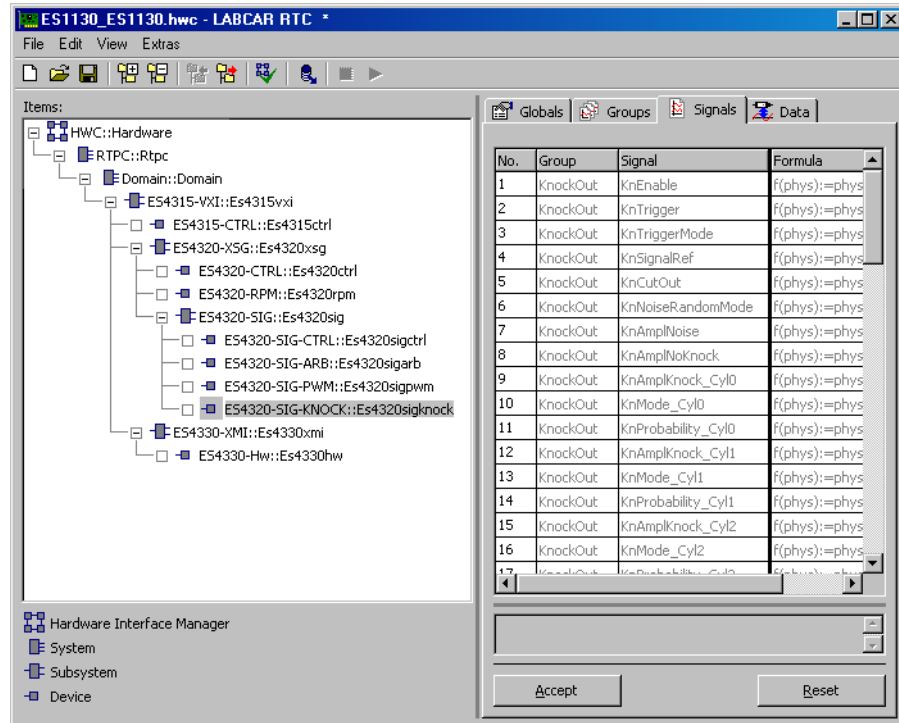 ES1130_ES1130.hwc - LABCAR RTC *
File Edit View Extras
Items:
HWC::Hardware
RTPC::Rtpc
Domain::Domain
ES4315-VXI::Es4315vxi
ES4315-CTRL::Es4315ctrl
ES4320-XSG::Es4320xsg
ES4320-CTRL::Es4320ctrl
ES4320-RPM::Es4320rpm
ES4320-SIG::Es4320sig
ES4320-SIG-CTRL::Es4320sigctrl
ES4320-SIG-ARB::Es4320sigarb
ES4320-SIG-PWM::Es4320sigpwm
ES4320-SIG-KNOCK::Es4320sigknock
ES4330-XMI::Es4330xmi
ES4330-Hw::Es4330hw
Hardware Interface Manager
System
Subsystem
Device
Globals Groups Signals Data
No. Group Signal Formula
1 KnockOut KnEnable f(phys):=phys
2 KnockOut KnTrigger f(phys):=phys
3 KnockOut KnTriggerMode f(phys):=phys
4 KnockOut KnSignalRef f(phys):=phys
5 KnockOut KnCutOut f(phys):=phys
6 KnockOut KnNoiseRandomMode f(phys):=phys
7 KnockOut KnAmplNoise f(phys):=phys
8 KnockOut KnAmplNoKnock f(phys):=phys
9 KnockOut KnAmplKnock_Cyl0 f(phys):=phys
10 KnockOut KnMode_Cyl0 f(phys):=phys
11 KnockOut KnProbability_Cyl0 f(phys):=phys
12 KnockOut KnAmplKnock_Cyl1 f(phys):=phys
13 KnockOut KnMode_Cyl1 f(phys):=phys
14 KnockOut KnProbability_Cyl1 f(phys):=phys
15 KnockOut KnAmplKnock_Cyl2 f(phys):=phys
16 KnockOut KnMode_Cyl2 f(phys):=phys
17 KnockOut KnProbability_Cyl2 f(phys):=phys
Accept Reset